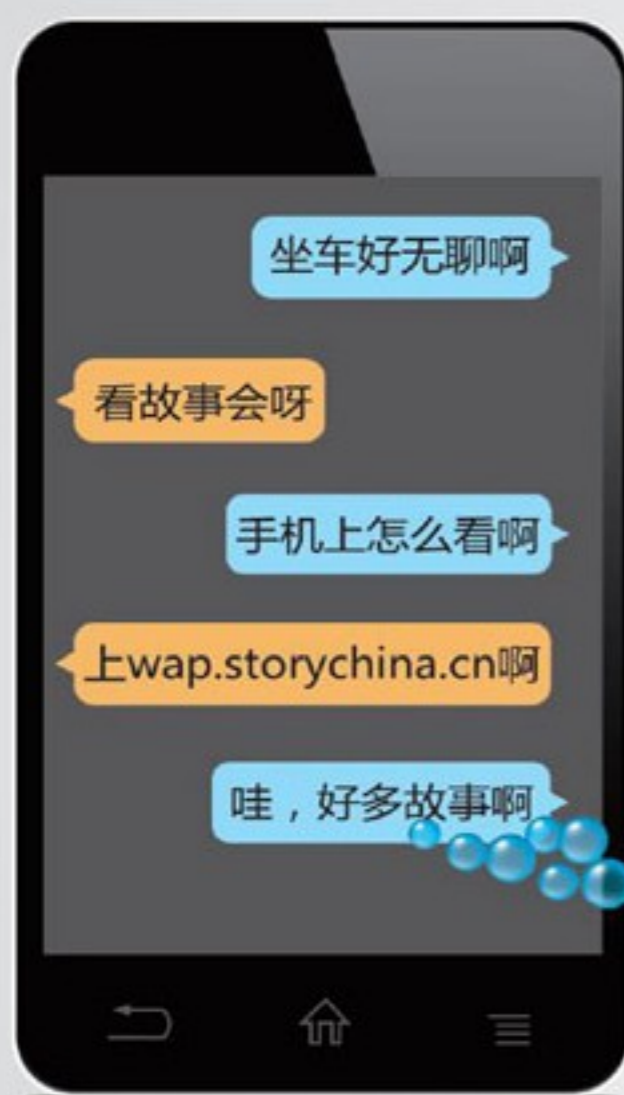 坐车好无聊啊
看故事会呀
手机上怎么看啊
上wap.storychina.cn啊
哇，好多故事啊